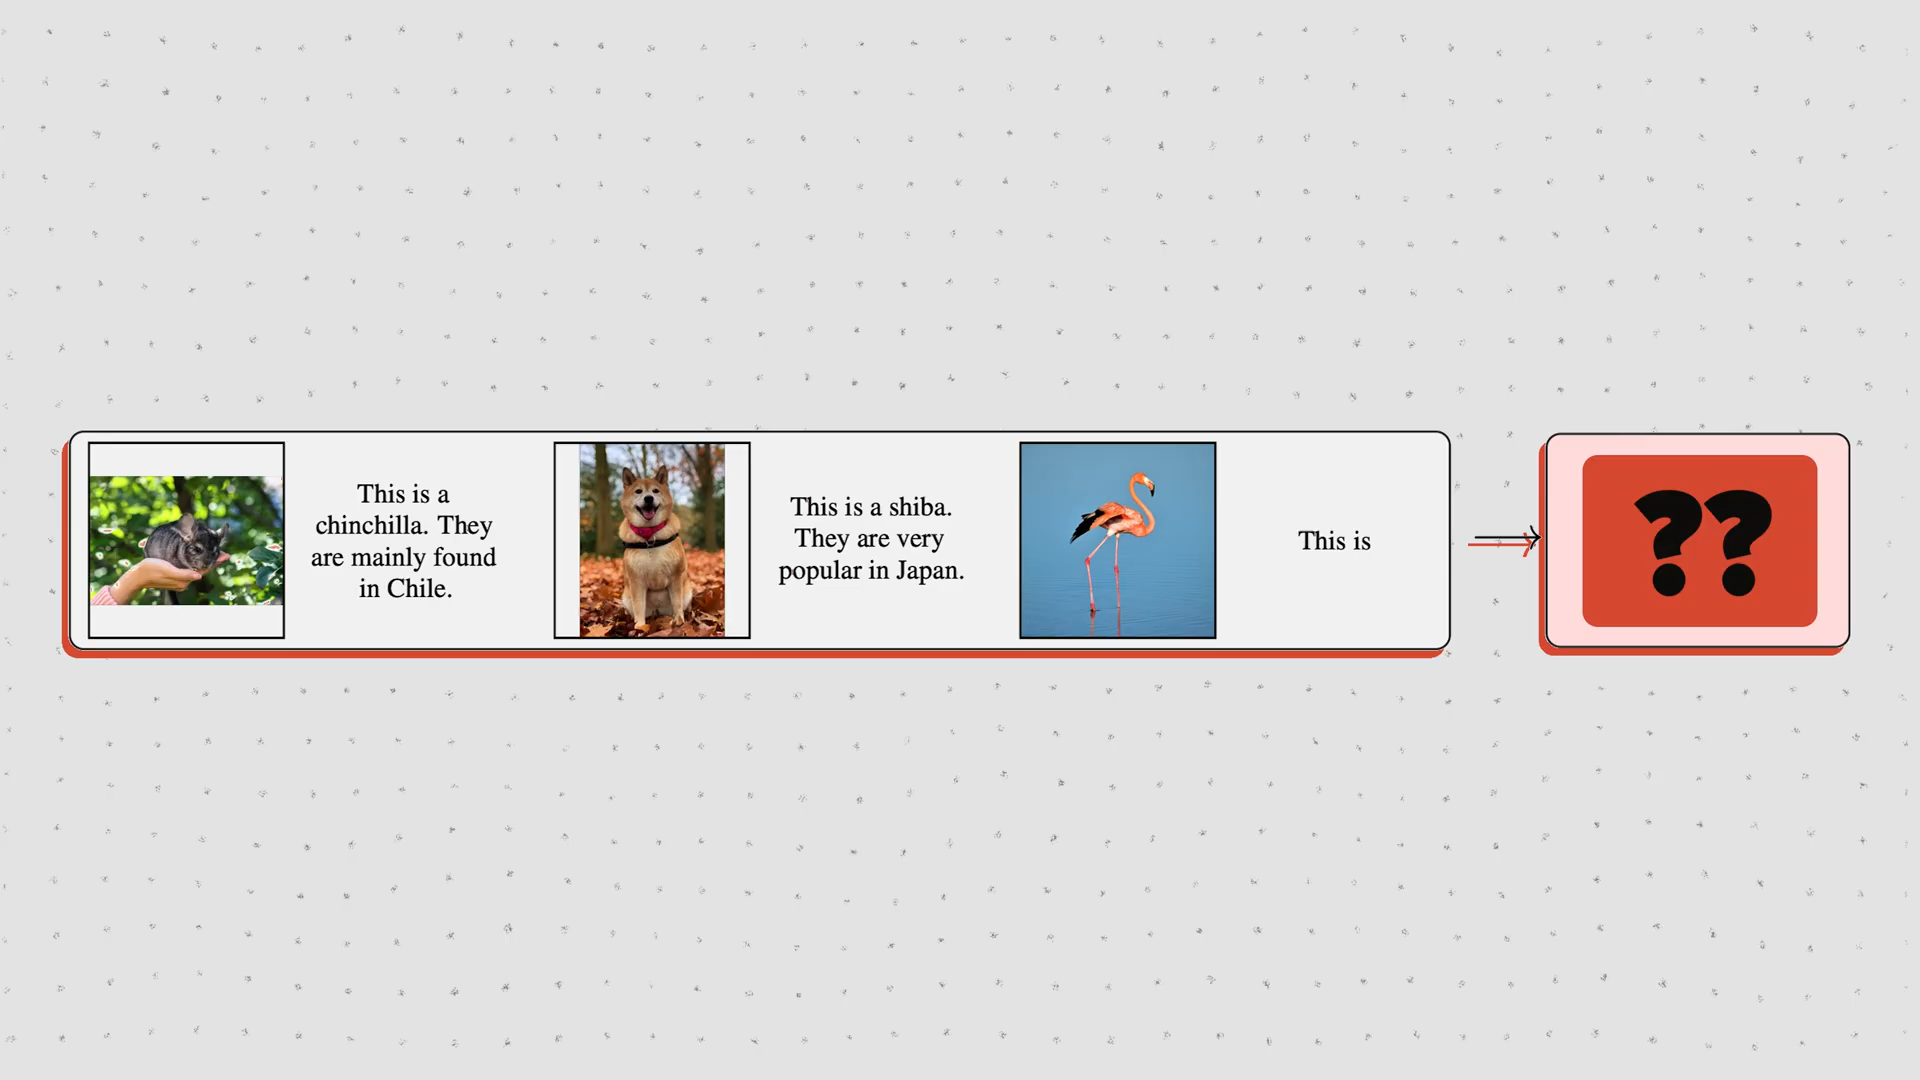 This is a
chinchilla. They
are mainly found
in Chile.
This is a shiba.
They are very
popular in Japan.
This is
??